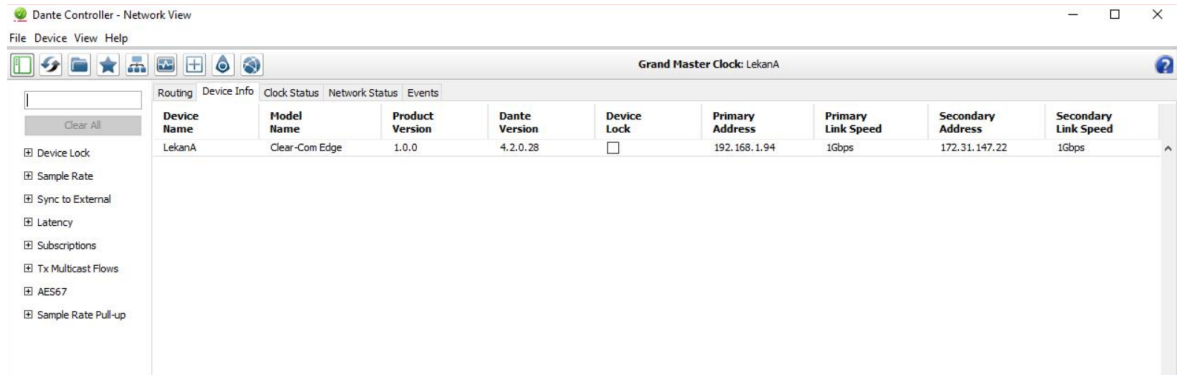 Dante Controller - Network View
File Device View Help
Grand Master Clock: LekanA
Routing Device Info Clock Status Network Status Events
Clear All
Device Name Model Name Product Version Dante Version Device Lock Primary Address Primary Link Speed Secondary Address Secondary Link Speed
LekanA Clear-Com Edge 1.0.0 4.2.0.28 192.168.1.94 1Gbps 172.31.147.22 1Gbps
Device Lock
Sample Rate
Sync to External
Latency
Subscriptions
Tx Multicast Flows
AES67
Sample Rate Pull-up